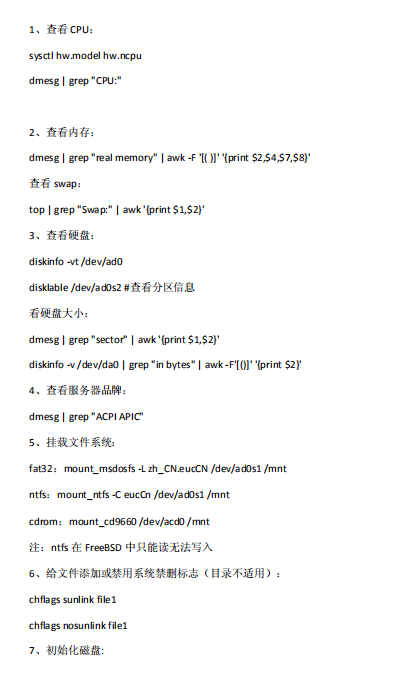 1、查看 CPU：
sysctl hw.model hw.ncpu
dmesg | grep "CPU:"
2、查看内存：
dmesg | grep "real memory" | awk -F '[( )]' '{print $2,$4,$7,$8}'
查看 swap：
top | grep "Swap:" | awk '{print $1,$2}'
3、查看硬盘：
diskinfo -vt /dev/ad0
disklable /dev/ad0s2 #查看分区信息
看硬盘大小：
dmesg | grep "sector" | awk '{print $1,$2}'
diskinfo -v /dev/da0 | grep "in bytes" | awk -F'[()]' '{print $2}'
4、查看服务器品牌：
dmesg | grep "ACPI APIC"
5、挂载文件系统：
fat32：mount_msdosfs -L zh_CN.eucCN /dev/ad0s1 /mnt
ntfs：mount_ntfs -C eucCn /dev/ad0s1 /mnt
cdrom：mount_cd9660 /dev/acd0 /mnt
注：ntfs 在 FreeBSD 中只能读无法写入
6、给文件添加或禁用系统禁删标志（目录不适用）：
chflags sunlink file1
chflags nosunlink file1
7、初始化磁盘: